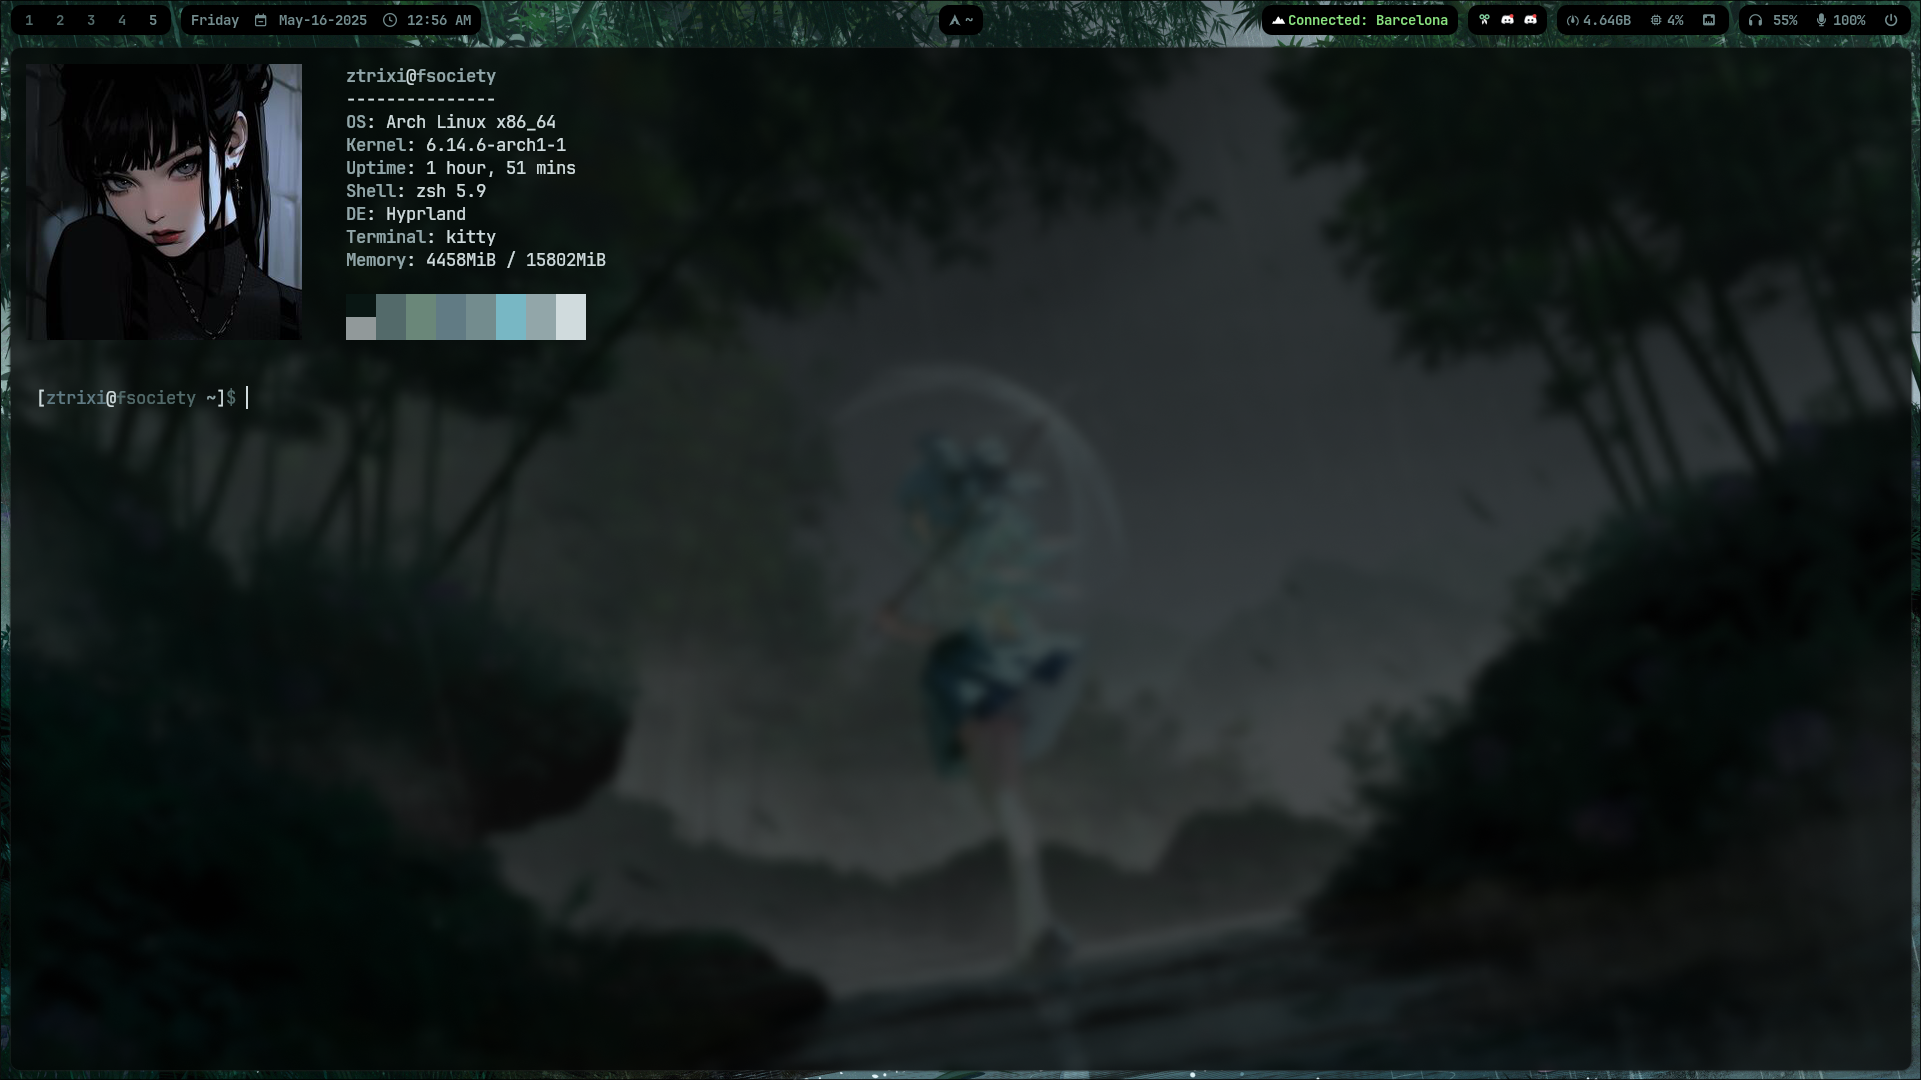 1 2 3 4 5 Friday May-16-2025 12:56 AM ~ Connected: Barcelona 4.64GB 4% 55% 100%
ztrixi@fsociety
---------------
OS: Arch Linux x86_64
Kernel: 6.14.6-arch1-1
Uptime: 1 hour, 51 mins
Shell: zsh 5.9
DE: Hyprland
Terminal: kitty
Memory: 4458MiB / 15802MiB
[ztrixi@fsociety ~]$